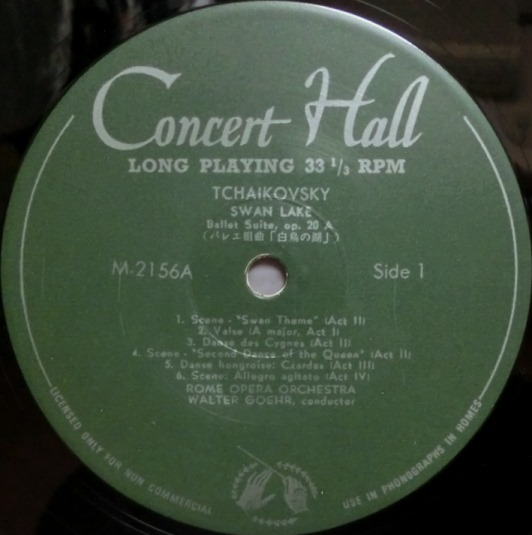 Concert Hall
LONG PLAYING 33 1/3 RPM
TCHAIKOVSKY
SWAN LAKE
Ballet Suite, op. 20 A
(バレエ組曲「白鳥の湖」)
M-2156A
Side 1
1. Scene - "Swan Theme" (Act II)
2. Valse (A major, Act I)
3. Danse des Cygnes (Act II)
4. Scene - "Second Dance of the Queen" (Act II)
5. Danse hongroise: Czardas (Act III)
6. Scene: Allegro agitato (Act IV)
ROME OPERA ORCHESTRA
WALTER GOEHR, conductor
LICENSED ONLY FOR NON COMMERCIAL
USE IN PHONOGRAPHS IN HOMES